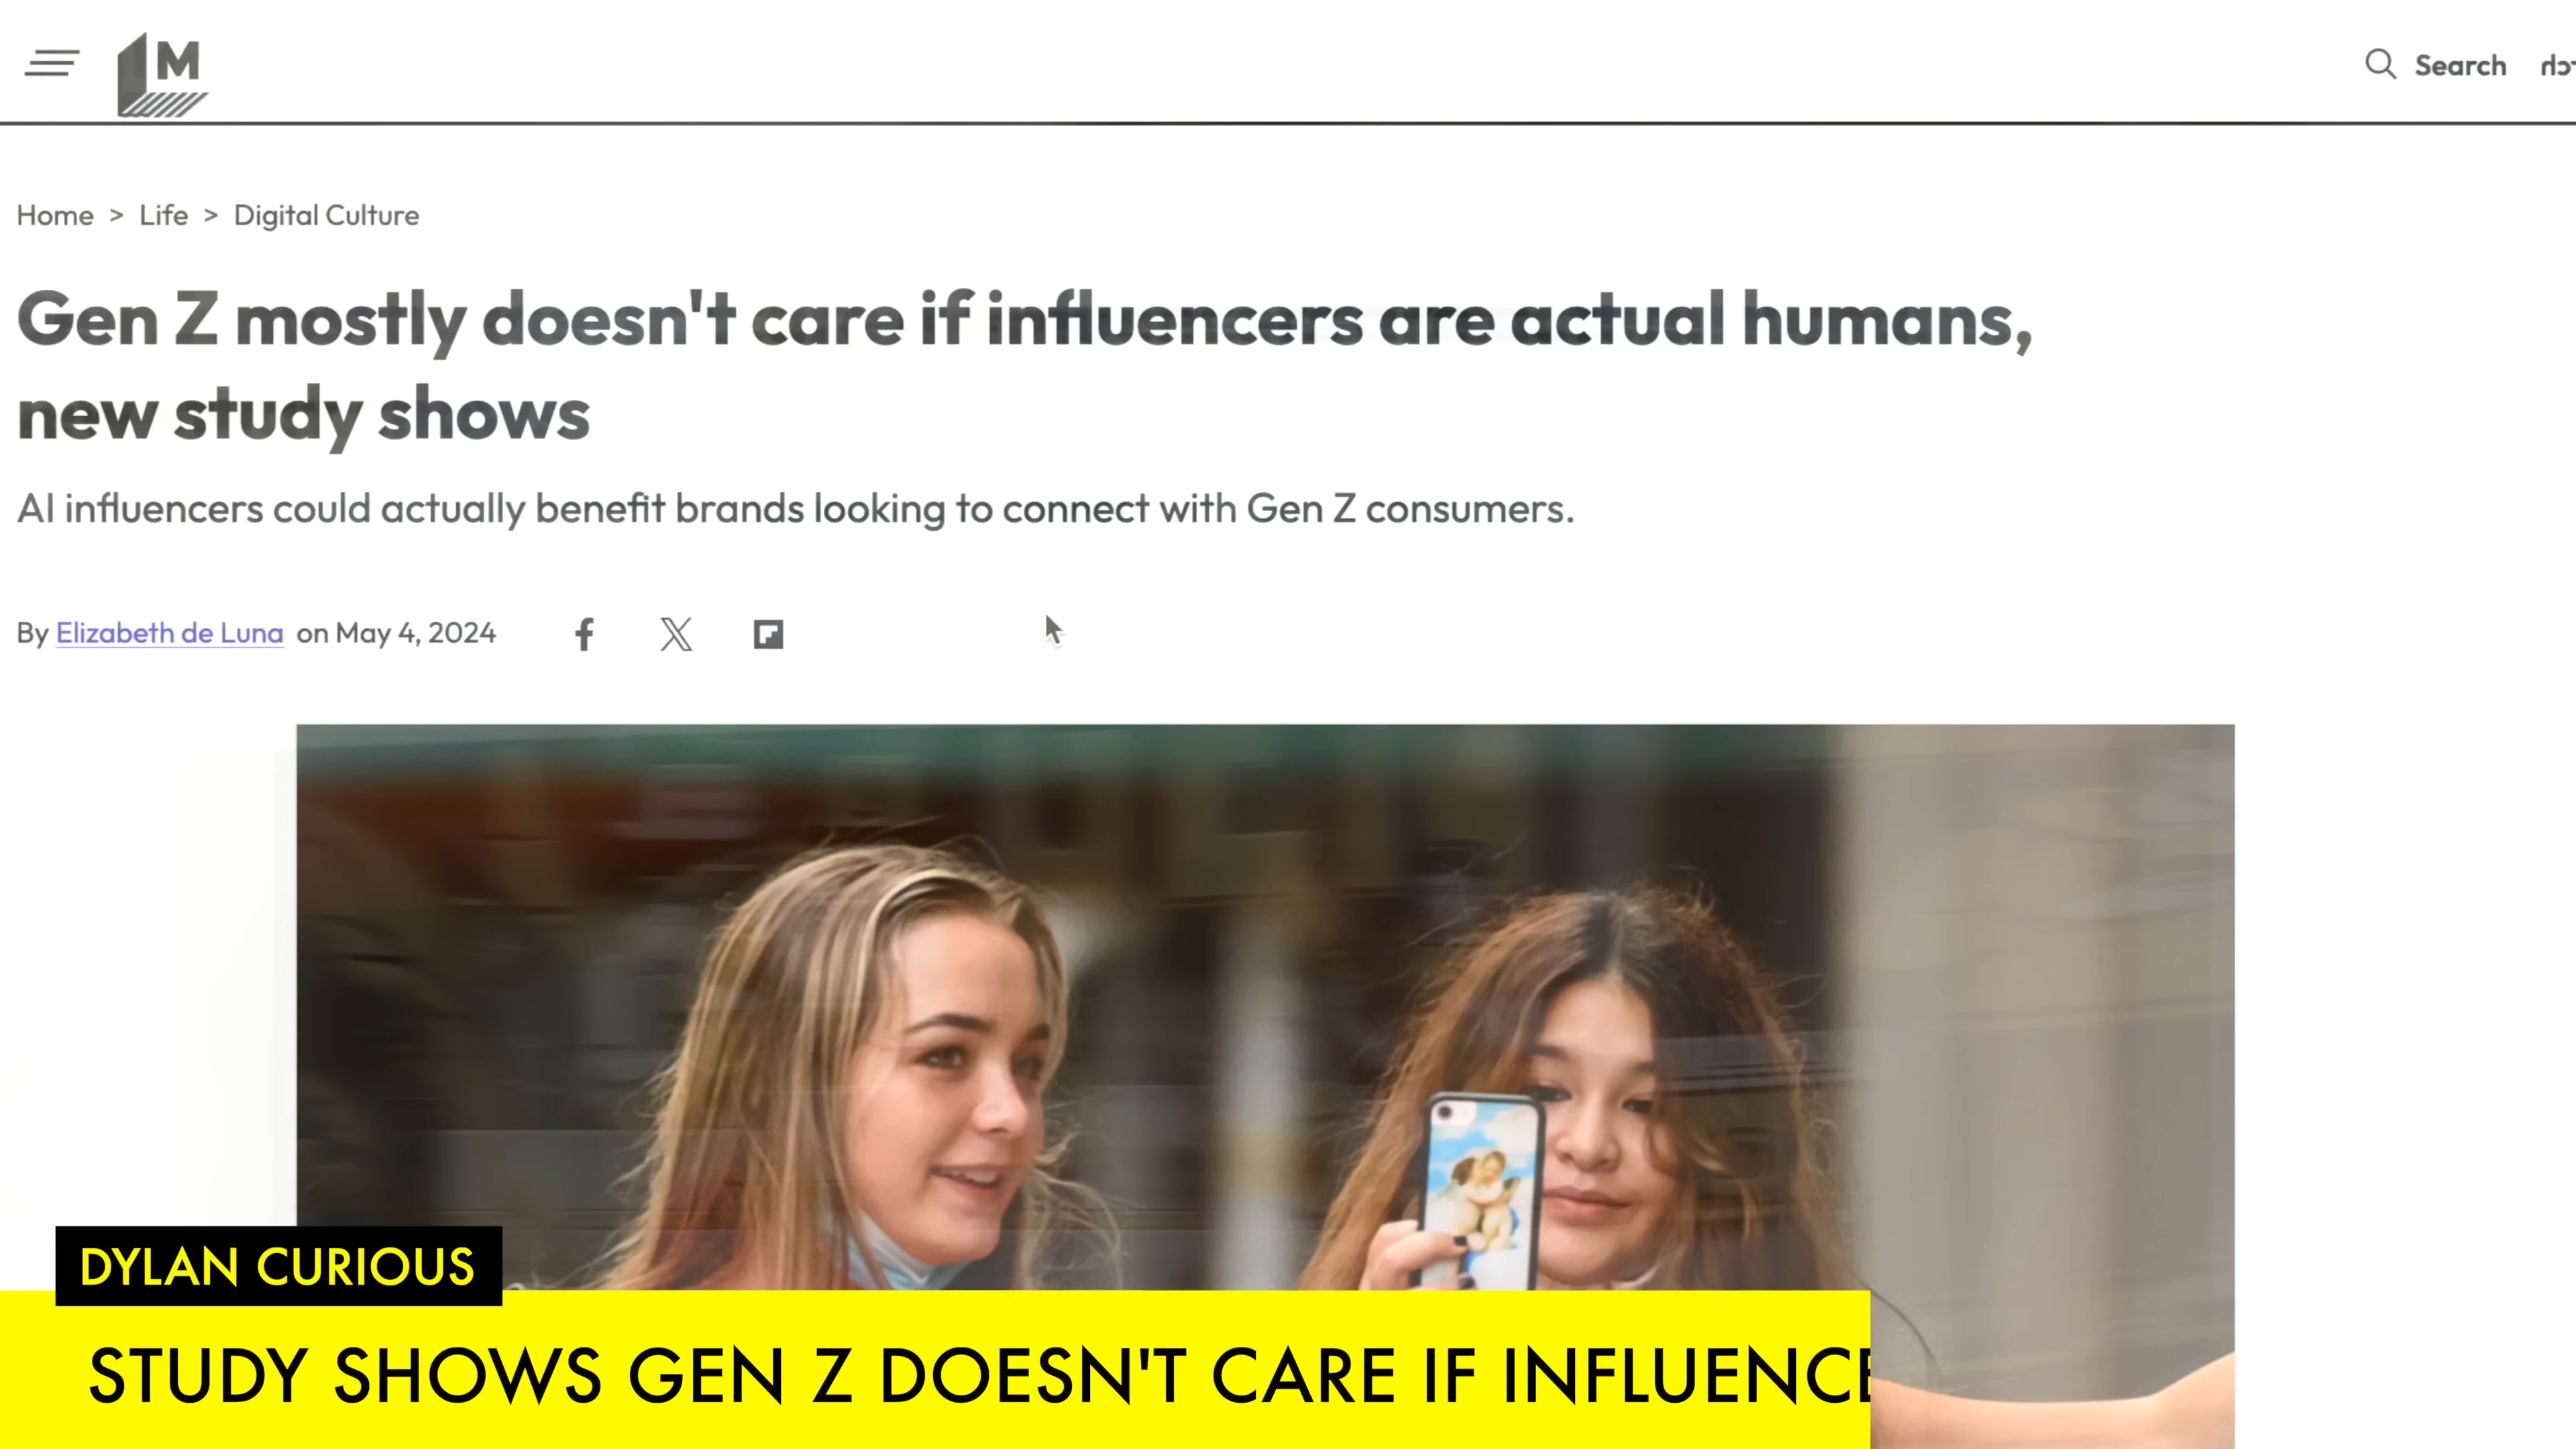 M
Search
Home > Life > Digital Culture
Gen Z mostly doesn't care if influencers are actual humans,
new study shows
AI influencers could actually benefit brands looking to connect with Gen Z consumers.
By Elizabeth de Luna on May 4, 2024
DYLAN CURIOUS
STUDY SHOWS GEN Z DOESN'T CARE IF INFLUENCE